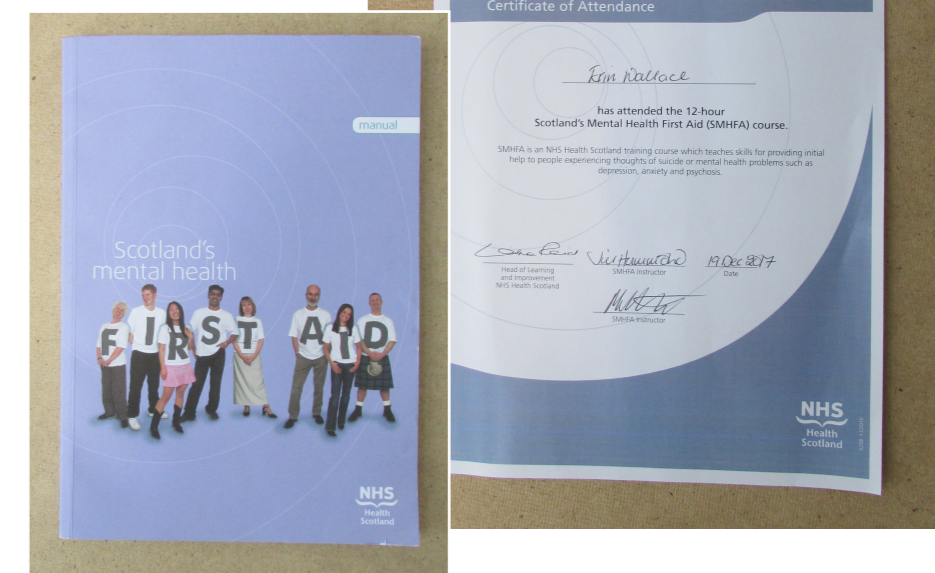 manual
Scotland's
mental health
FIRST AID
NHS
Health
Scotland
Certificate of Attendance
Erin Wallace
has attended the 12-hour
Scotland's Mental Health First Aid (SMHFA) course.
SMHFA is an NHS Health Scotland training course which teaches skills for providing initial
help to people experiencing thoughts of suicide or mental health problems such as
depression, anxiety and psychosis.
19 Dec 2017
Head of Learning
and Improvement
NHS Health Scotland
SMHFA Instructor
Date
SMHFA Instructor
NHS
Health
Scotland